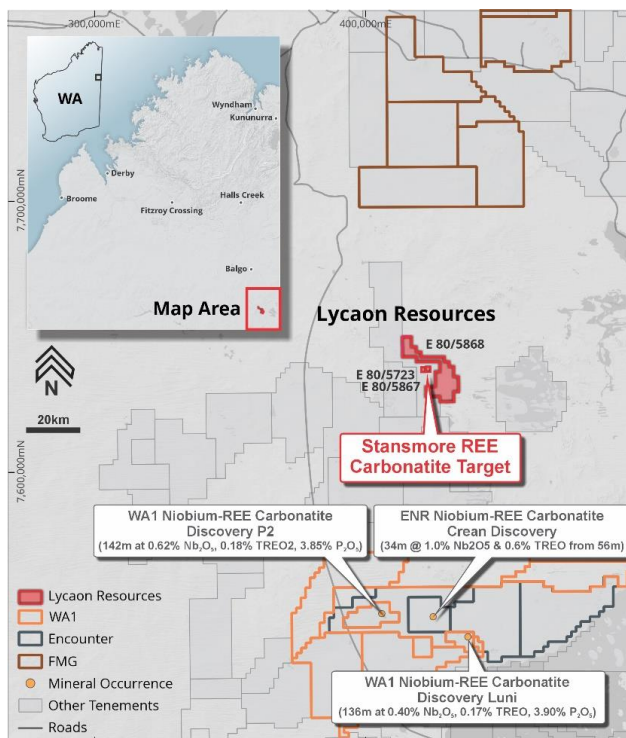 300,000mE
400,000mE
WA
Wyndham
Kununurra
Derby
Broome
Halls Creek
Fitzroy Crossing
Balgo
Map Area
7,700,000mN
Lycaon Resources
E 80/5868
E 80/5723
E 80/5867
N
20km
Stansmore REE
Carbonatite Target
7,600,000mN
WA1 Niobium-REE Carbonatite
Discovery P2
(142m at 0.62% Nb₂O₅, 0.18% TREO2, 3.85% P₂O₅)
ENR Niobium-REE Carbonatite
Crean Discovery
(34m @ 1.0% Nb2O5 & 0.6% TREO from 56m)
Lycaon Resources
WA1
Encounter
FMG
Mineral Occurrence
Other Tenements
Roads
WA1 Niobium-REE Carbonatite
Discovery Luni
(136m at 0.40% Nb₂O₅, 0.17% TREO, 3.90% P₂O₅)